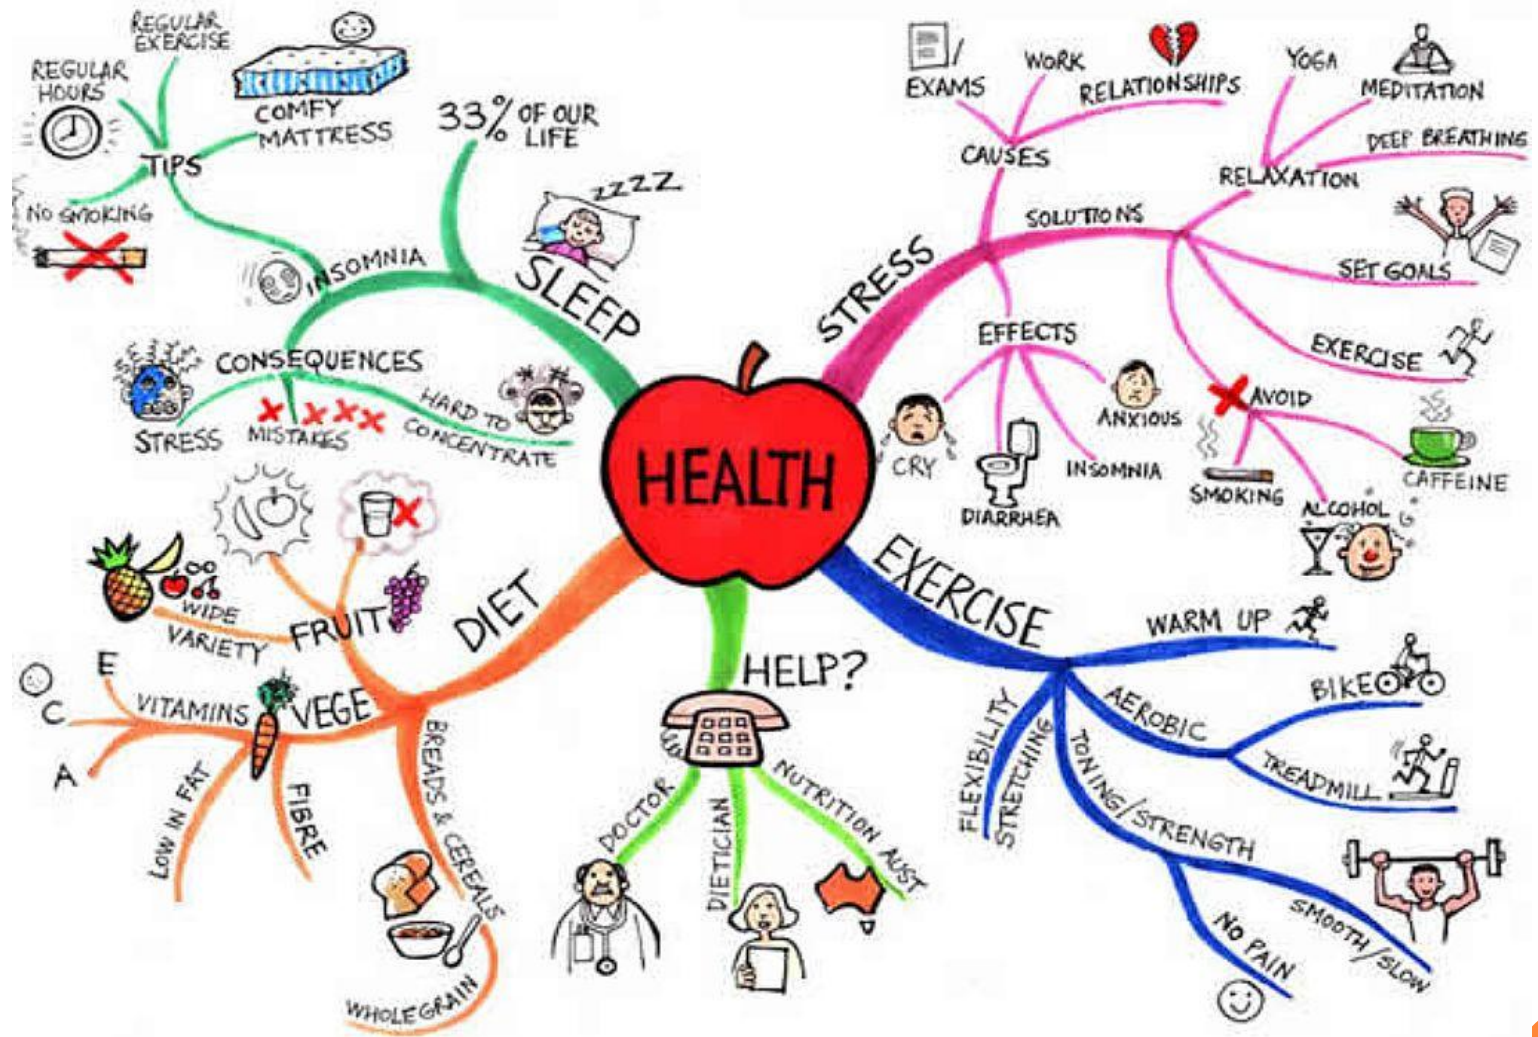 HEALTH
SLEEP
33% OF OUR
LIFE
ZZZZ
INSOMNIA
TIPS
REGULAR
HOURS
REGULAR
EXERCISE
COMFY
MATTRESS
NO SMOKING
CONSEQUENCES
STRESS
MISTAKES
HARD TO
CONCENTRATE
STRESS
CAUSES
EXAMS
WORK
RELATIONSHIPS
SOLUTIONS
RELAXATION
YOGA
MEDITATION
DEEP BREATHING
SET GOALS
EXERCISE
AVOID
SMOKING
ALCOHOL
CAFFEINE
EFFECTS
CRY
DIARRHEA
INSOMNIA
ANXIOUS
EXERCISE
WARM UP
AEROBIC
BIKE
TREADMILL
TONING/STRENGTH
SMOOTH/SLOW
NO PAIN
FLEXIBILITY
STRETCHING
HELP?
DOCTOR
DIETICIAN
NUTRITION AUST
DIET
FRUIT
WIDE
VARIETY
VEGE
VITAMINS
E
C
A
LOW IN FAT
FIBRE
BREADS & CEREALS
WHOLEGRAIN